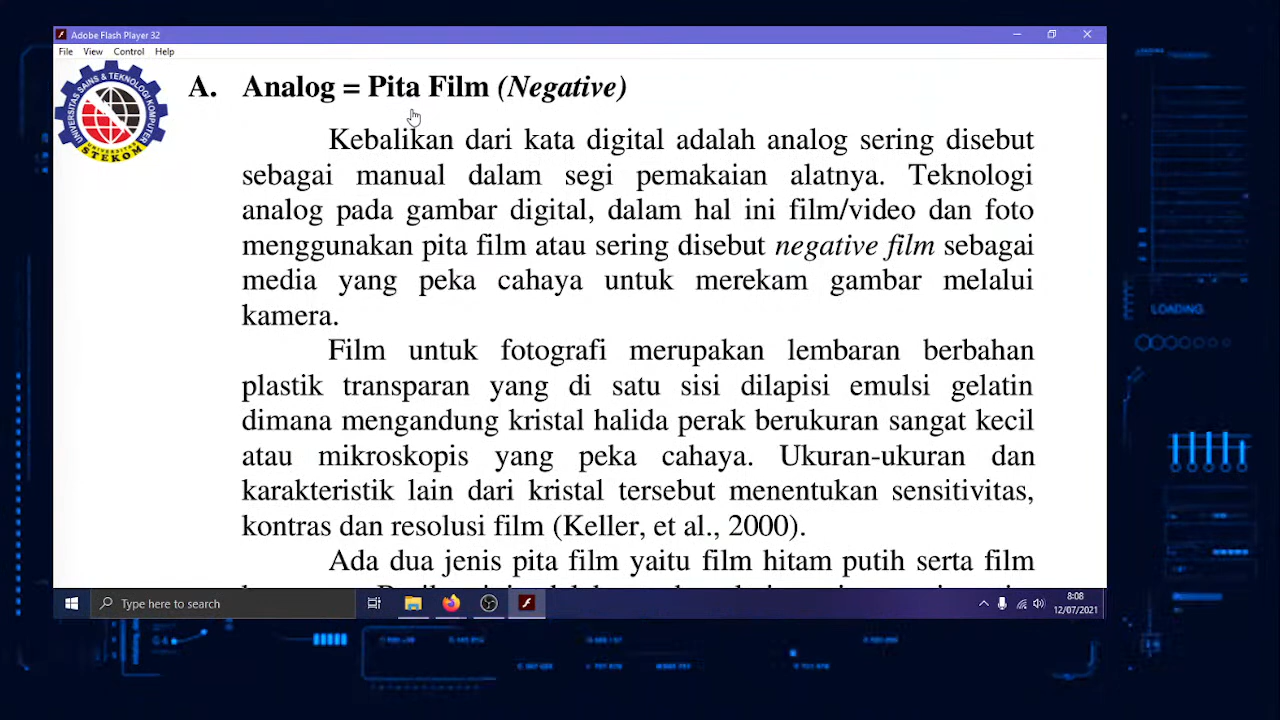 Adobe Flash Player 32
File View Control Help
UNIVERSITAS SAINS & TEKNOLOGI KOMPUTER
UNIVERSITAS
STEKOM
A. Analog = Pita Film (Negative)
Kebalikan dari kata digital adalah analog sering disebut
sebagai manual dalam segi pemakaian alatnya. Teknologi
analog pada gambar digital, dalam hal ini film/video dan foto
menggunakan pita film atau sering disebut negative film sebagai
media yang peka cahaya untuk merekam gambar melalui
kamera.
Film untuk fotografi merupakan lembaran berbahan
plastik transparan yang di satu sisi dilapisi emulsi gelatin
dimana mengandung kristal halida perak berukuran sangat kecil
atau mikroskopis yang peka cahaya. Ukuran-ukuran dan
karakteristik lain dari kristal tersebut menentukan sensitivitas,
kontras dan resolusi film (Keller, et al., 2000).
Ada dua jenis pita film yaitu film hitam putih serta film
LOADING
Type here to search
8:08
12/07/2021